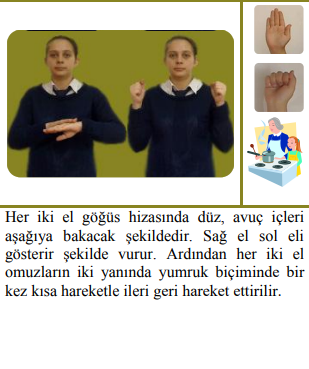 Her iki el göğüs hizasında düz, avuç içleri
aşağıya bakacak şekildedir. Sağ el sol eli
gösterir şekilde vurur. Ardından her iki el
omuzların iki yanında yumruk biçiminde bir
kez kısa hareketle ileri geri hareket ettirilir.